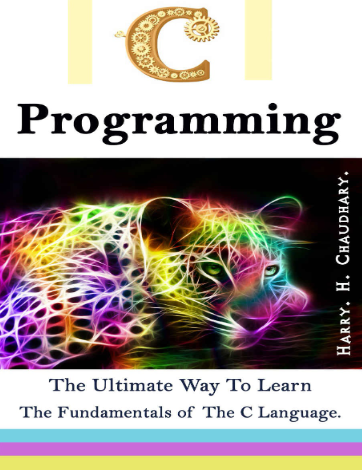 C
Programming
HARRY. H. CHAUDHARY.
The Ultimate Way To Learn
The Fundamentals of The C Language.